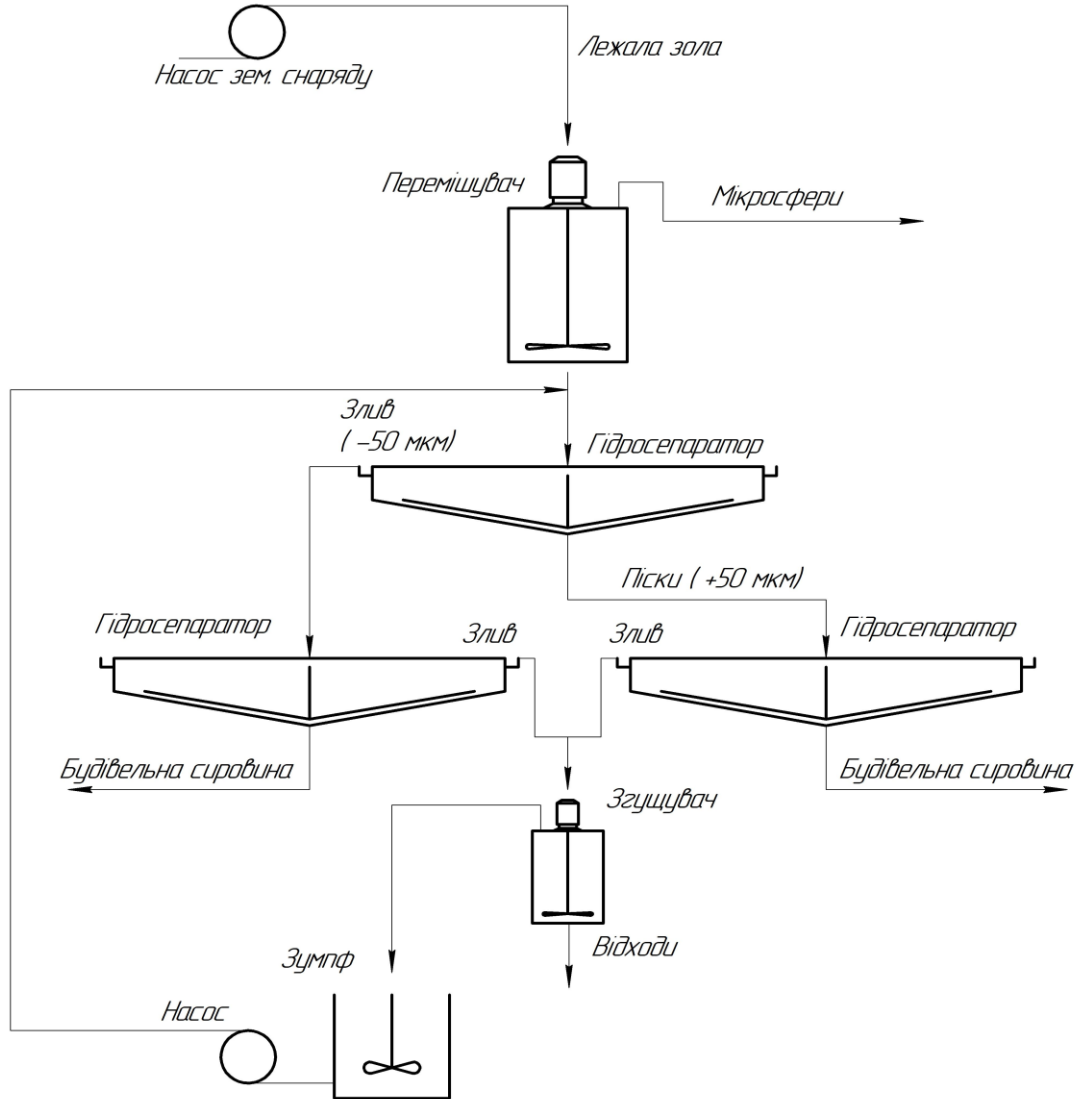 Лежала зола
Насос зем. снаряду
Перемішувач
Мікросфери
Злив
( –50 мкм)
Гідросепаратор
Піски ( +50 мкм)
Гідросепаратор
Злив
Злив
Гідросепаратор
Будівельна сировина
Будівельна сировина
Згущувач
Відходи
Зумпф
Насос